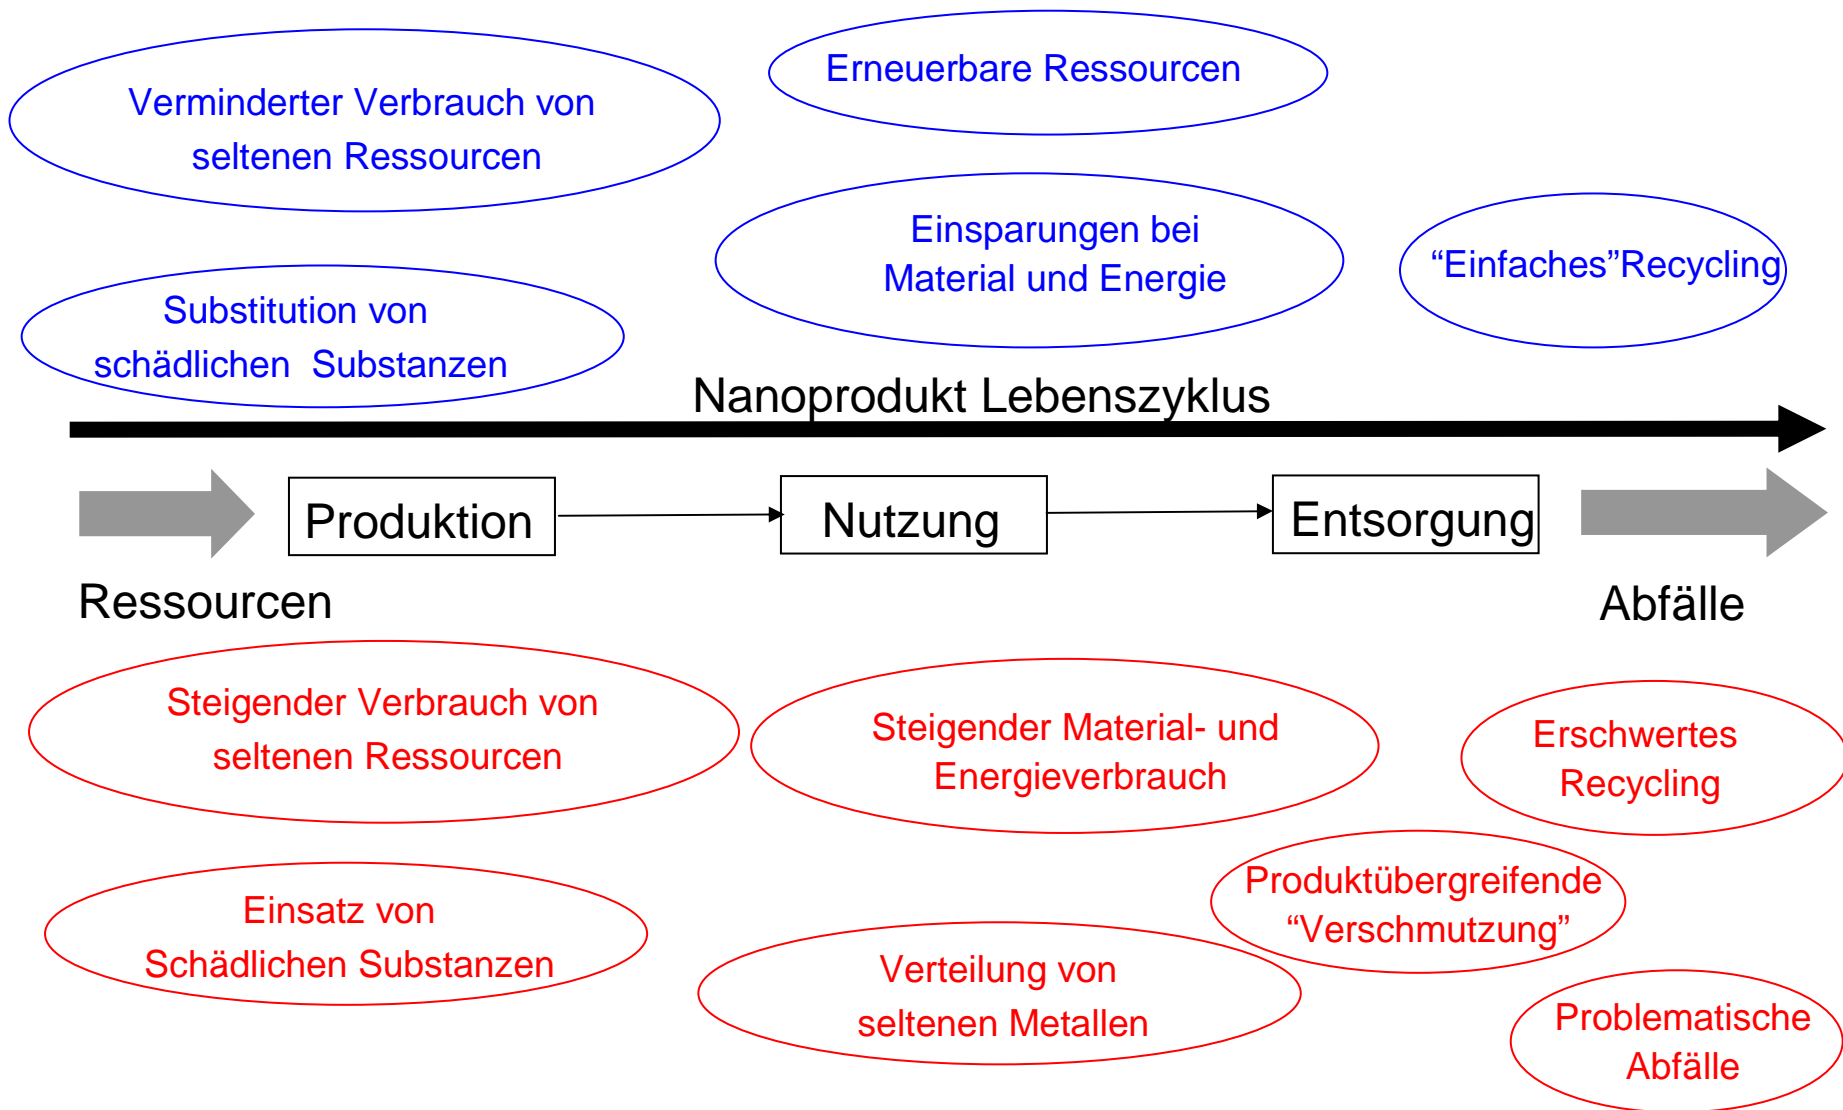 Verminderter Verbrauch von
seltenen Ressourcen
Erneuerbare Ressourcen
Substitution von
schädlichen Substanzen
Einsparungen bei
Material und Energie
“Einfaches”Recycling
Nanoprodukt Lebenszyklus
Produktion
Nutzung
Entsorgung
Ressourcen
Abfälle
Steigender Verbrauch von
seltenen Ressourcen
Steigender Material- und
Energieverbrauch
Erschwertes
Recycling
Einsatz von
Schädlichen Substanzen
Produktübergreifende
“Verschmutzung”
Verteilung von
seltenen Metallen
Problematische
Abfälle